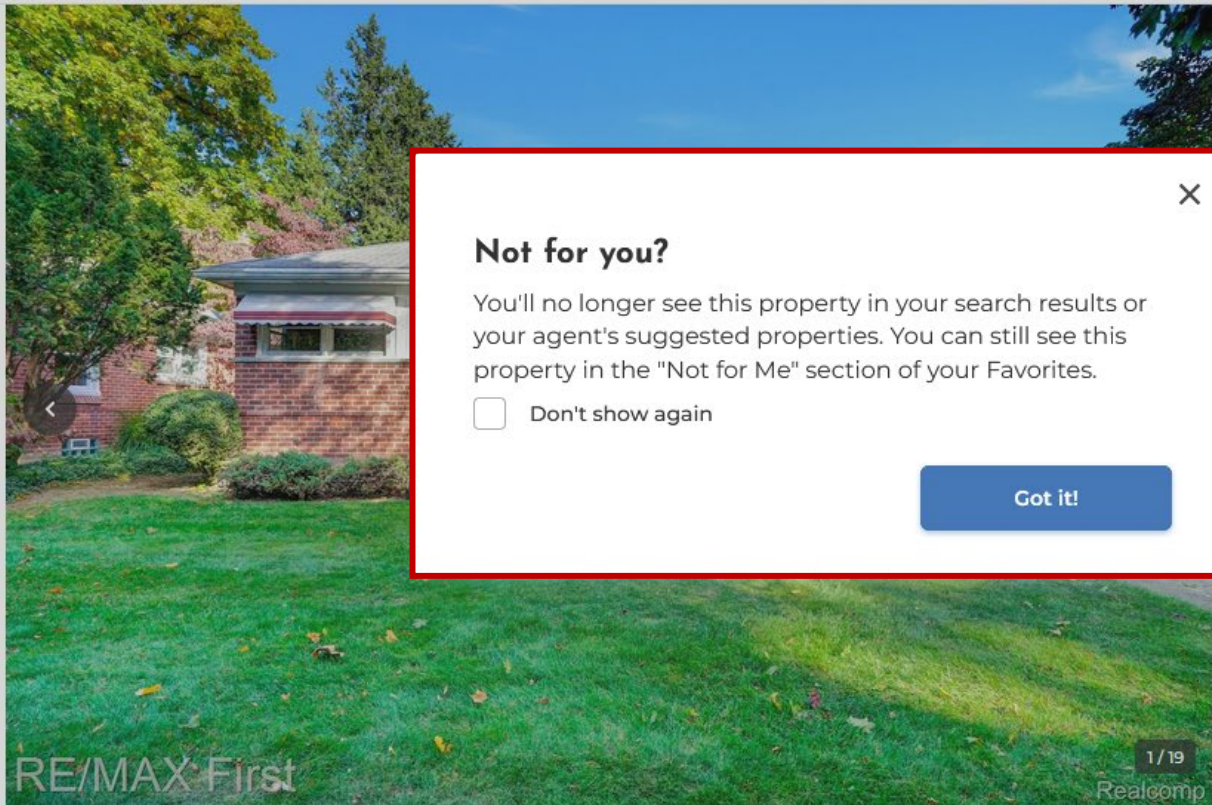 Not for you?
You'll no longer see this property in your search results or
your agent's suggested properties. You can still see this
property in the "Not for Me" section of your Favorites.
Don't show again
Got it!
1/19
RE/MAX First
Realcomp